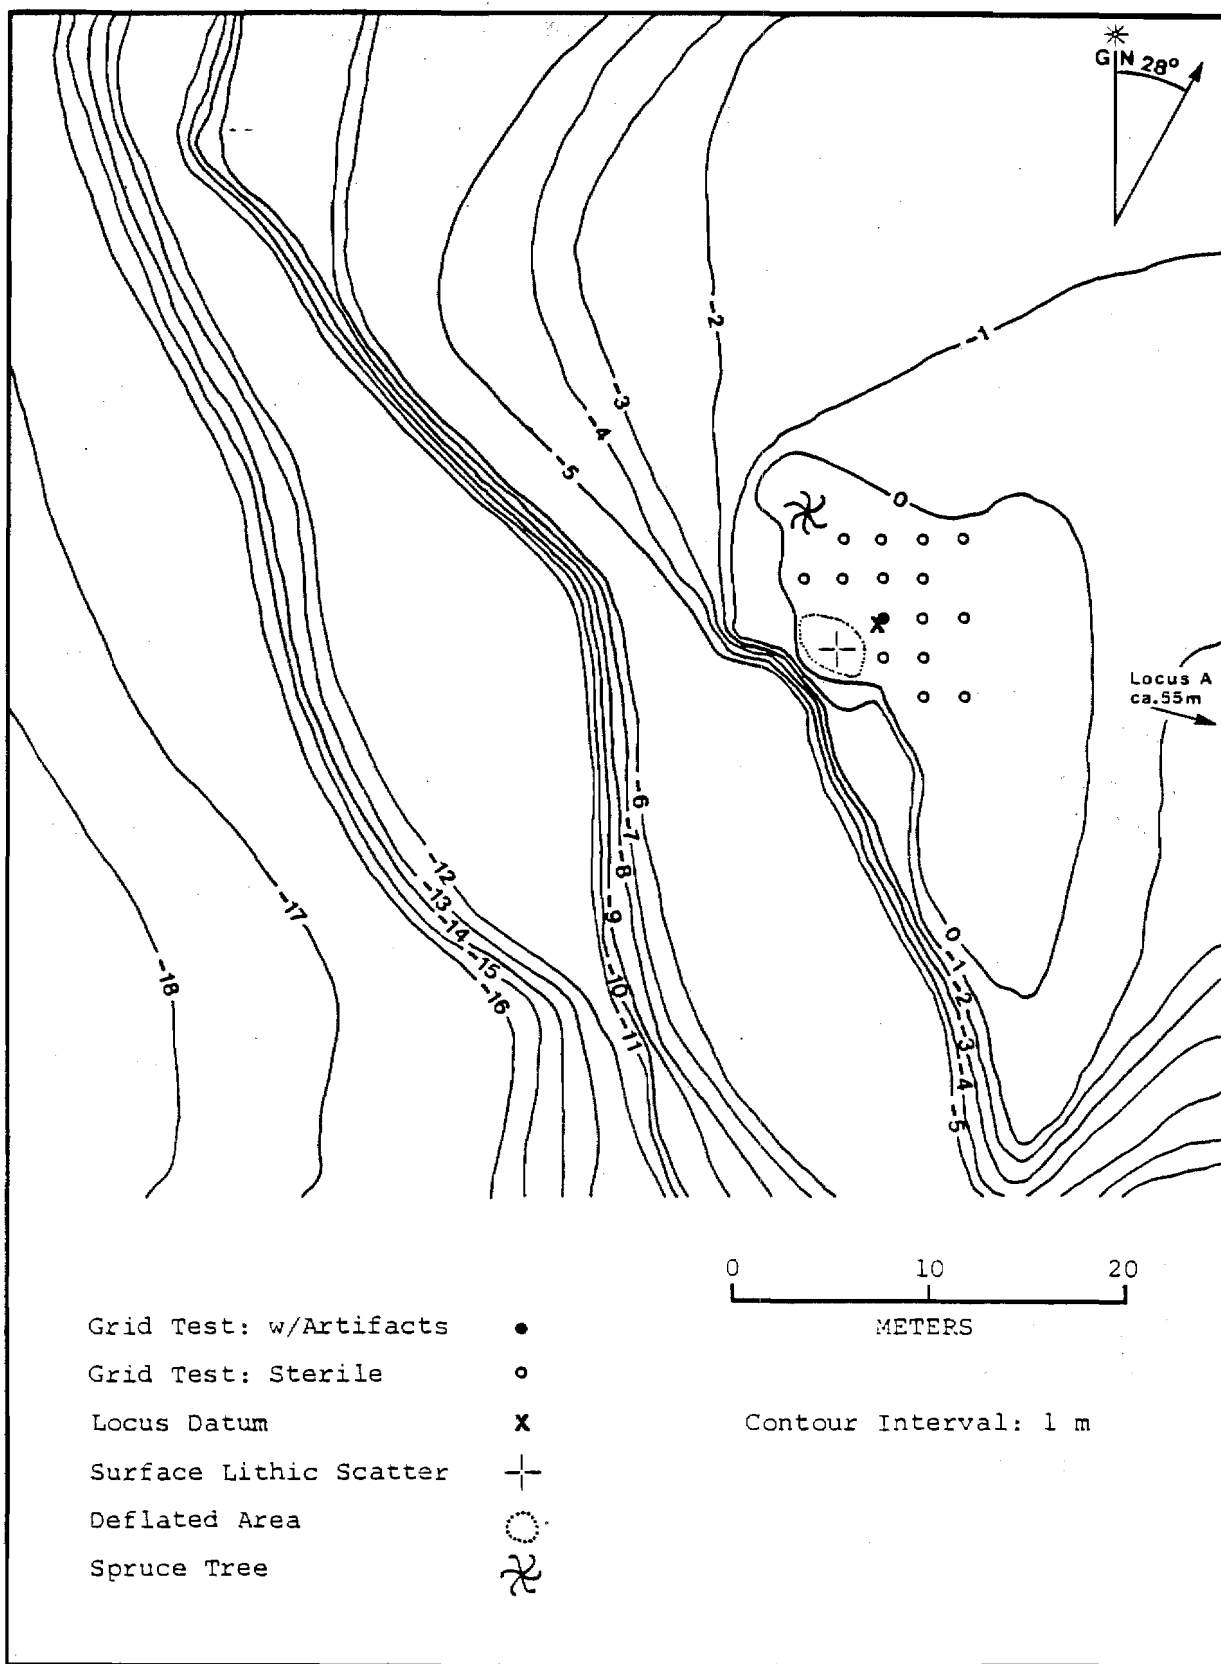 GN 28°
-2
-1
-3
-4
-5
0
Locus A
ca.55m
-6
-7
-8
-12
-13
-14
-15
-16
-17
-18
-9
-10
-11
0
-1
-2
-3
-4
-5
0 10 20
METERS
Grid Test: w/Artifacts
Grid Test: Sterile
Locus Datum X
Contour Interval: 1 m
Surface Lithic Scatter
Deflated Area
Spruce Tree